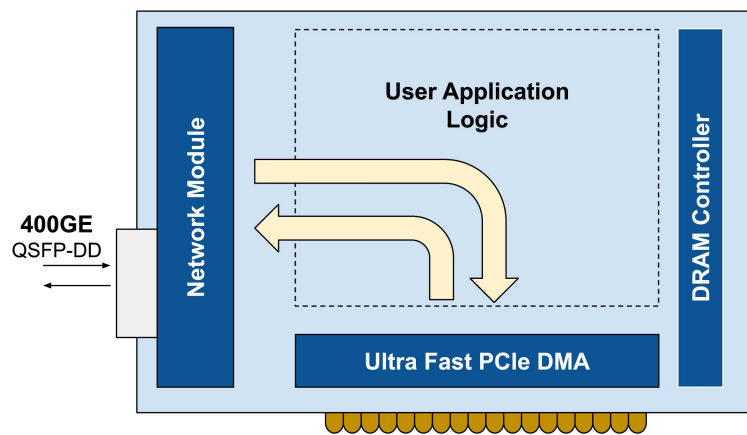 User Application
Logic
Network Module
DRAM Controller
400GE
QSFP-DD
Ultra Fast PCIe DMA